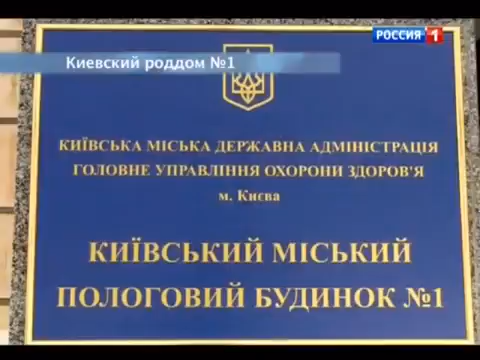 РОССИЯ 1
Киевский роддом №1
КИЇВСЬКА МІСЬКА ДЕРЖАВНА АДМІНІСТРАЦІЯ
ГОЛОВНЕ УПРАВЛІННЯ ОХОРОНИ ЗДОРОВ'Я
м. Києва
КИЇВСЬКИЙ МІСЬКИЙ
ПОЛОГОВИЙ БУДИНОК №1